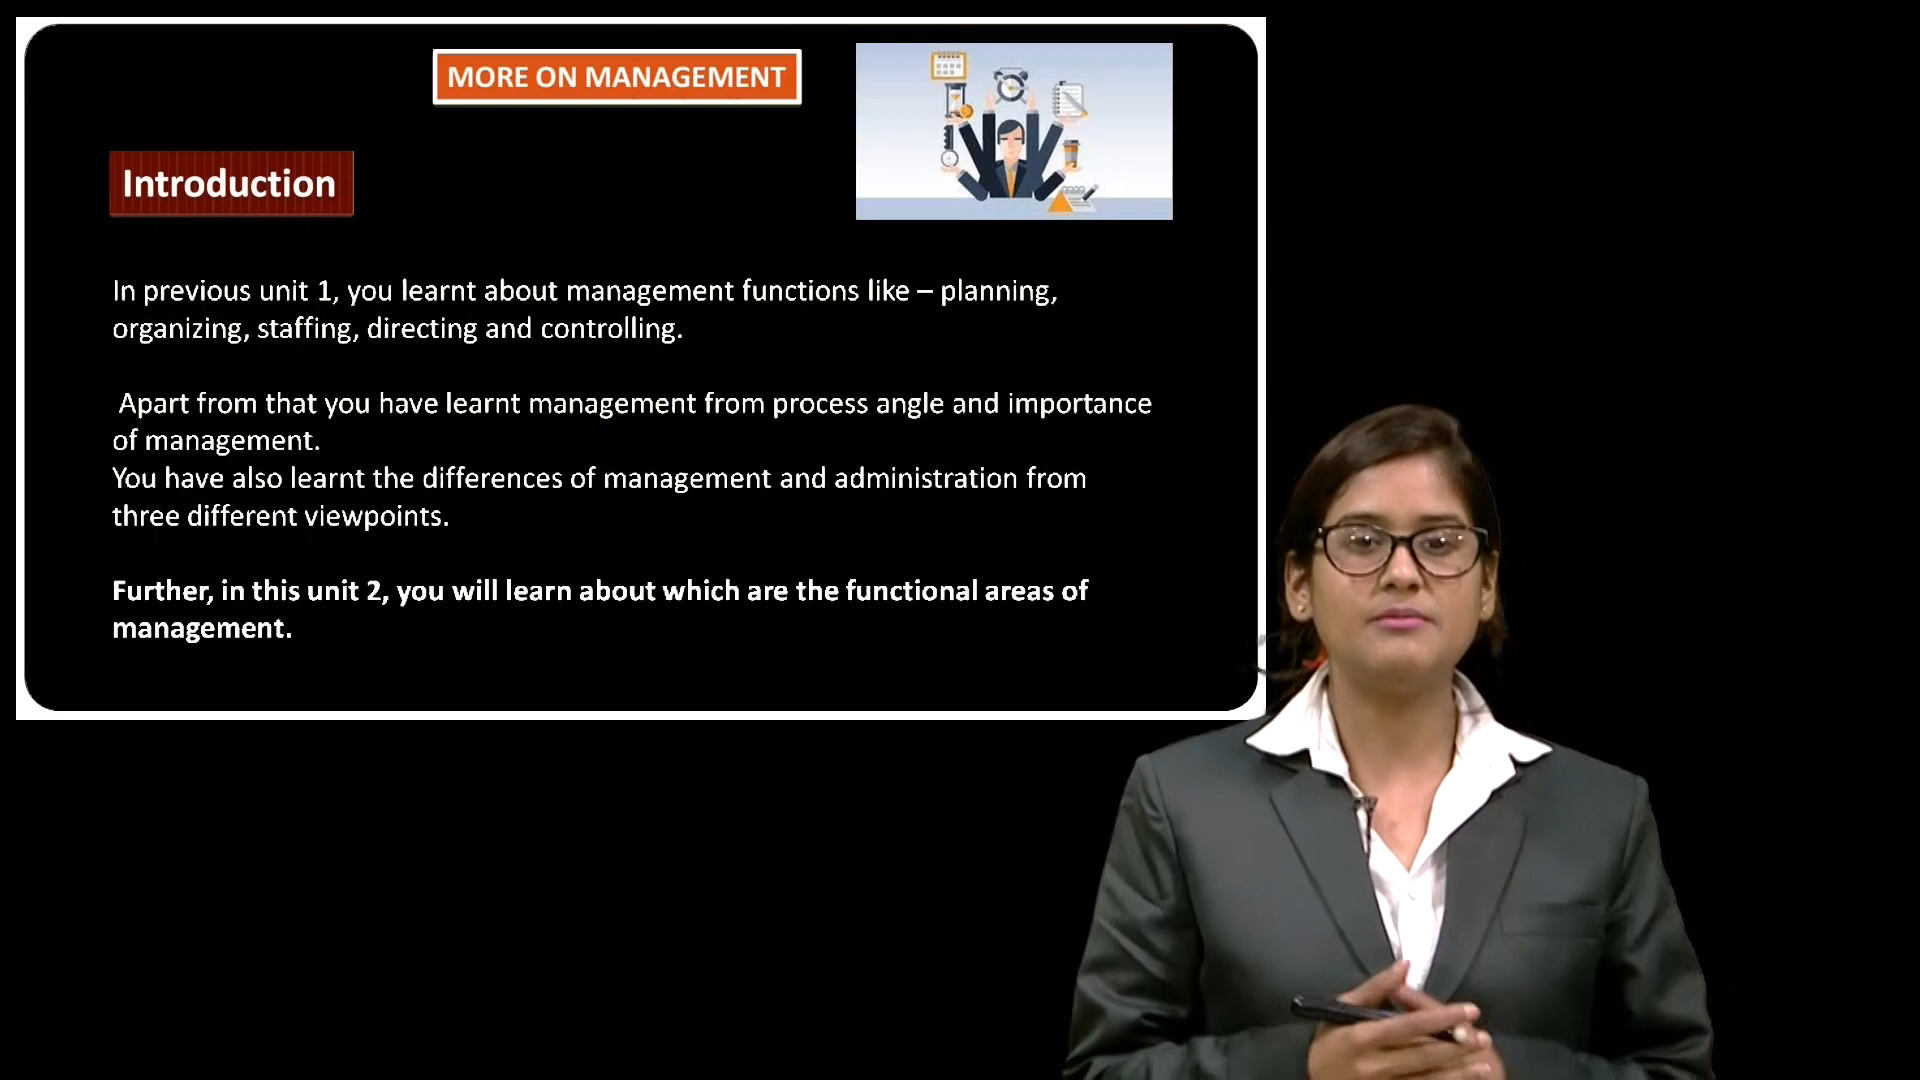 MORE ON MANAGEMENT
Introduction
In previous unit 1, you learnt about management functions like – planning,
organizing, staffing, directing and controlling.
Apart from that you have learnt management from process angle and importance
of management.
You have also learnt the differences of management and administration from
three different viewpoints.
Further, in this unit 2, you will learn about which are the functional areas of
management.